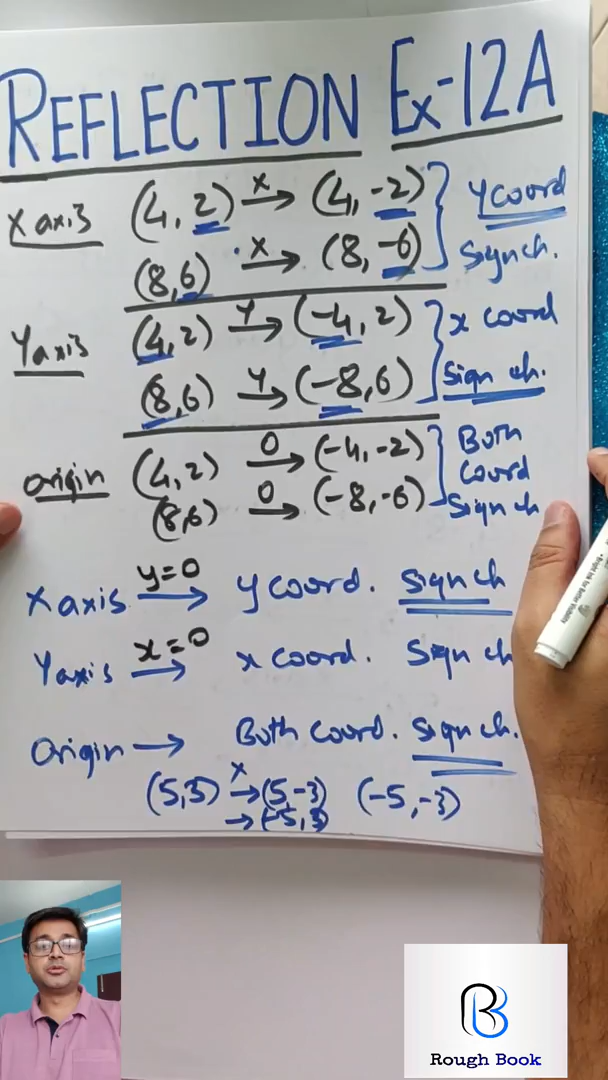 REFLECTION Ex-12A
X axis (4, 2) x→ (4, -2) } y coord
(8, 6) x→ (8, -6) Sign ch.
Y axis (4, 2) y→ (-4, 2) } x coord
(8, 6) y→ (-8, 6) Sign ch.
origin (4, 2) O→ (-4, -2) } Both
Coord
(8, 6) O→ (-8, -6) Sign ch
X axis y=0→ y coord. Sign ch
Y axis x=0→ x coord. Sign ch
Origin → Both coord. Sign ch.
(5, 3) x→ (5, -3) (-5, -3)
→ (-5, 3)
B
Rough Book